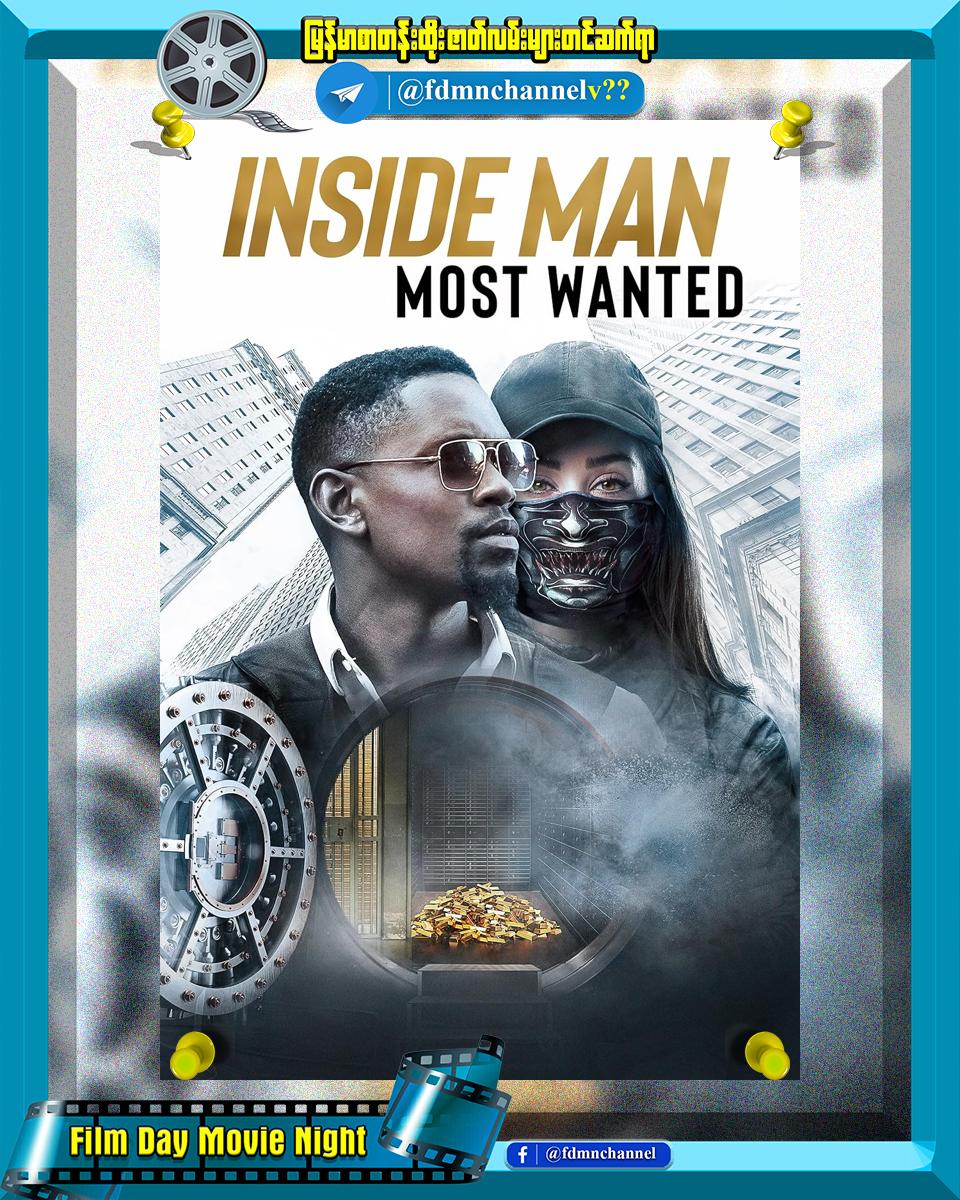 မြန်မာစာတန်းထိုးဇာတ်လမ်းများတင်ဆက်ရာ
@fdmnchannelv??
INSIDE MAN
MOST WANTED
Film Day Movie Night
@fdmnchannel